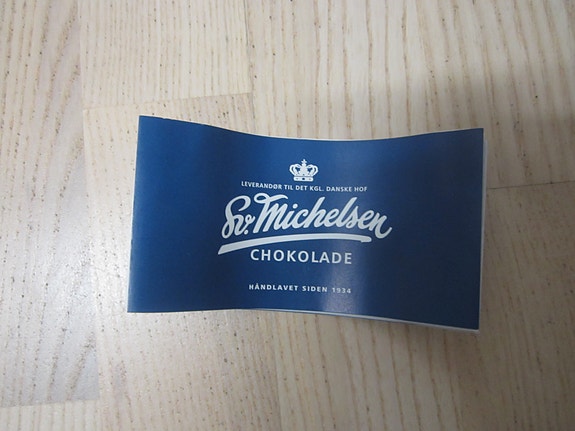 LEVERANDØR TIL DET KGL. DANSKE HOF
Sv. Michelsen
CHOKOLADE
HÅNDLAVET SIDEN 1934